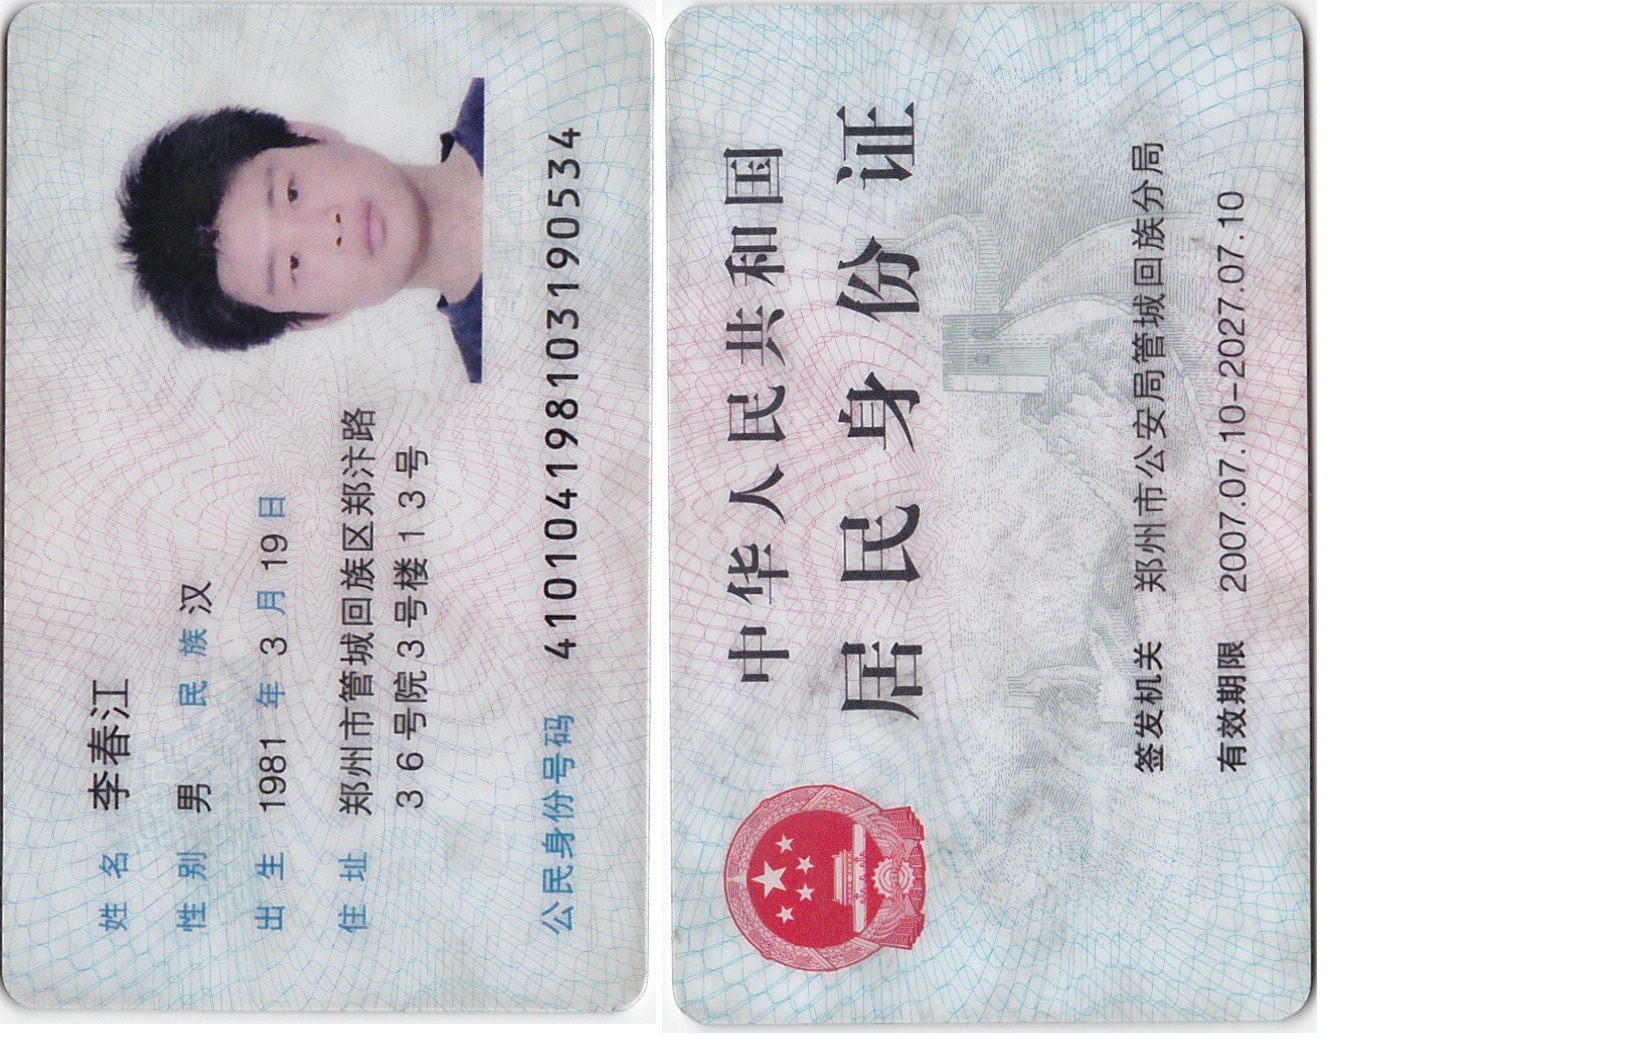 姓名 李春江
性别 男 民族 汉
出生 1981 年 3 月 19 日
住址 郑州市管城回族区郑汴路
36号院3号楼13号
公民身份号码 410104198103190534
中华人民共和国
居民身份证
签发机关 郑州市公安局管城回族分局
有效期限 2007.07.10-2027.07.10